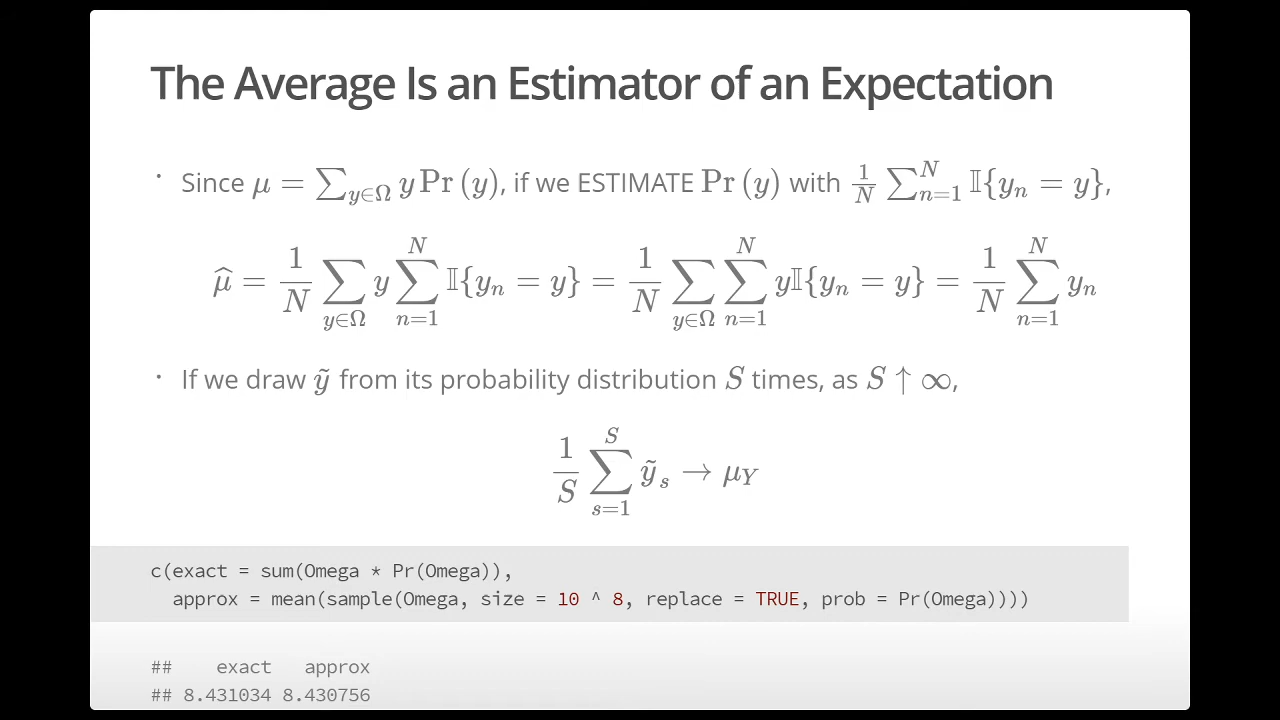 The Average Is an Estimator of an Expectation
· Since μ = ∑_{y∈Ω} y Pr (y), if we ESTIMATE Pr (y) with 1/N ∑_{n=1}^{N} 𝕀{y_n = y},
μ̂ = 1/N ∑_{y∈Ω} y ∑_{n=1}^{N} 𝕀{y_n = y} = 1/N ∑_{y∈Ω} ∑_{n=1}^{N} y𝕀{y_n = y} = 1/N ∑_{n=1}^{N} y_n
· If we draw ỹ from its probability distribution S times, as S ↑ ∞,
1/S ∑_{s=1}^{S} ỹ_s → μ_Y
c(exact = sum(Omega * Pr(Omega)),
approx = mean(sample(Omega, size = 10 ^ 8, replace = TRUE, prob = Pr(Omega))))
## exact approx
## 8.431034 8.430756